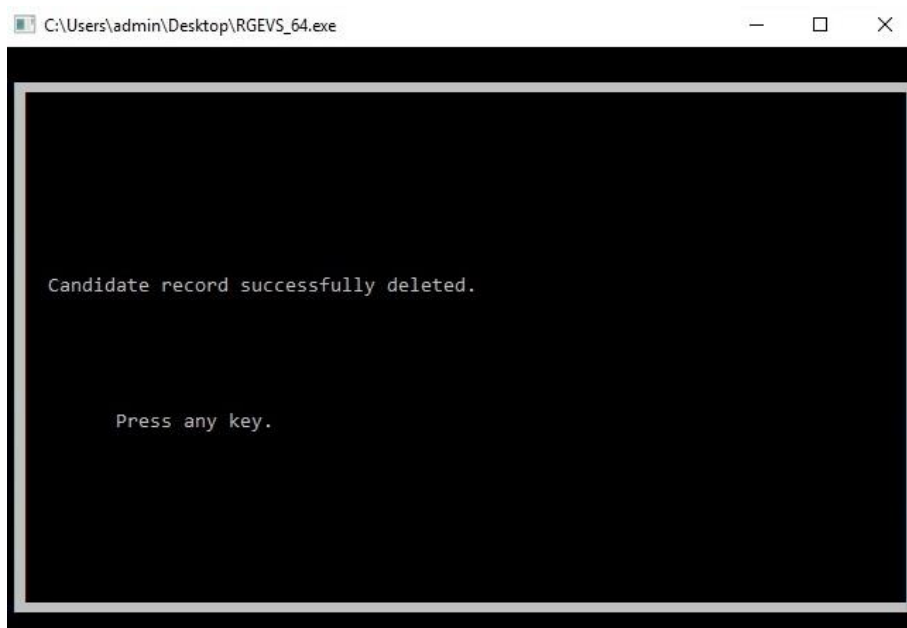 C:\Users\admin\Desktop\RGEVS_64.exe
Candidate record successfully deleted.
Press any key.